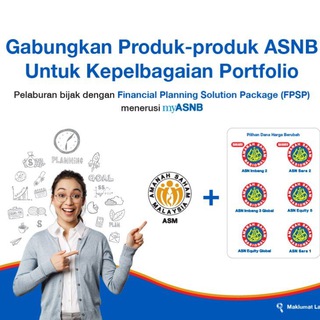 Gabungkan Produk-produk ASNB
Untuk Kepelbagaian Portfolio
Pelaburan bijak dengan Financial Planning Solution Package (FPSP)
menerusi myASNB
PLANNING
GOAL
AMANAH SAHAM
MALAYSIA
ASM
+
Pilihan Dana Harga Berubah
ASN Imbang 2
ASN Sara 2
ASN Imbang 3 Global
ASN Equity 5
ASN Equity Global
ASN Sara 1
Maklumat La